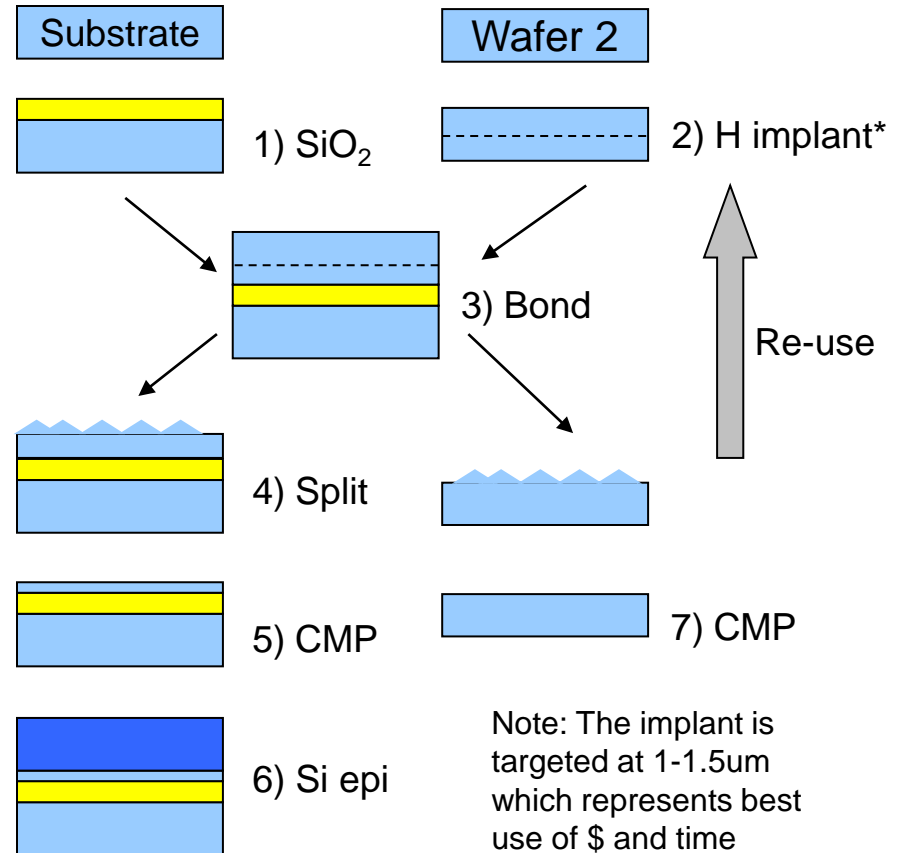 Substrate
Wafer 2
1) SiO₂
2) H implant*
3) Bond
Re-use
4) Split
5) CMP
7) CMP
6) Si epi
Note: The implant is
targeted at 1-1.5um
which represents best
use of $ and time